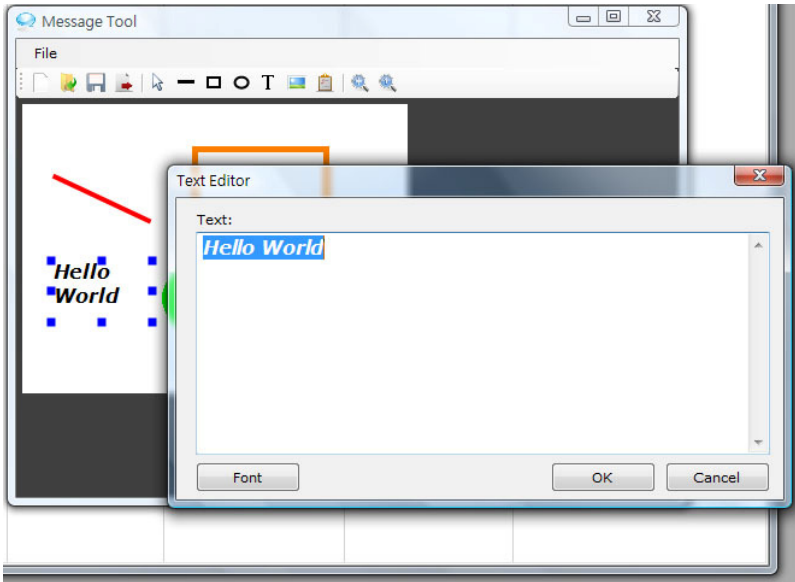 Message Tool
File
T
Text Editor
Text:
Hello World
Hello
World
Font
OK
Cancel